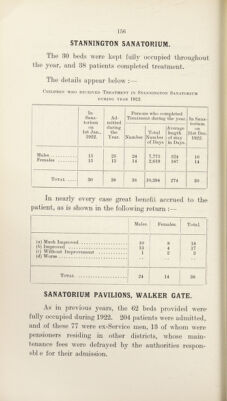 156
STANNINGTON SANATORIUM.
The 30 beds were kept fully occupied throughout
the year, and 38 patients completed treatment.
The details appear below :—
CHILDREN WHO RECEIVED TREATMENT IN STANNINGTON SANATORIUM
DURING YEAR 1922.
In Sana-torium on 1st Jan., 1922. Ad-mitted during the Year. Persons who completed Treatment during the year. In Sana-torium on 31st Dec. 1922.
Number Total Number of Days Average length of stay in Days.
Males 15 25 24 7,775 324 16
Females 15 13 14 2,619 187 14
TOTAL 30 38 38 10,394 274 30
In nearly every case great benefit accrued to the
patient, as is shown in the following return :—
Males. Females. Total.
(a) Much Improved 10 8 18
(b) Improved 13 4 17
(c) Without Improvement 1 2 3
(d) Worse
TOTAL 24 14 38
SANATORIUM PAVILIONS, WALKER GATE.
As in previous years, the 62 beds provided were
fully occupied during 1922. 204 patients were admitted,
and of these 77 were ex-Service men, 13 of whom were
pensioners residing in other districts, whose main-
tenance fees were defrayed by the authorities respon-
sbl e for their admission.